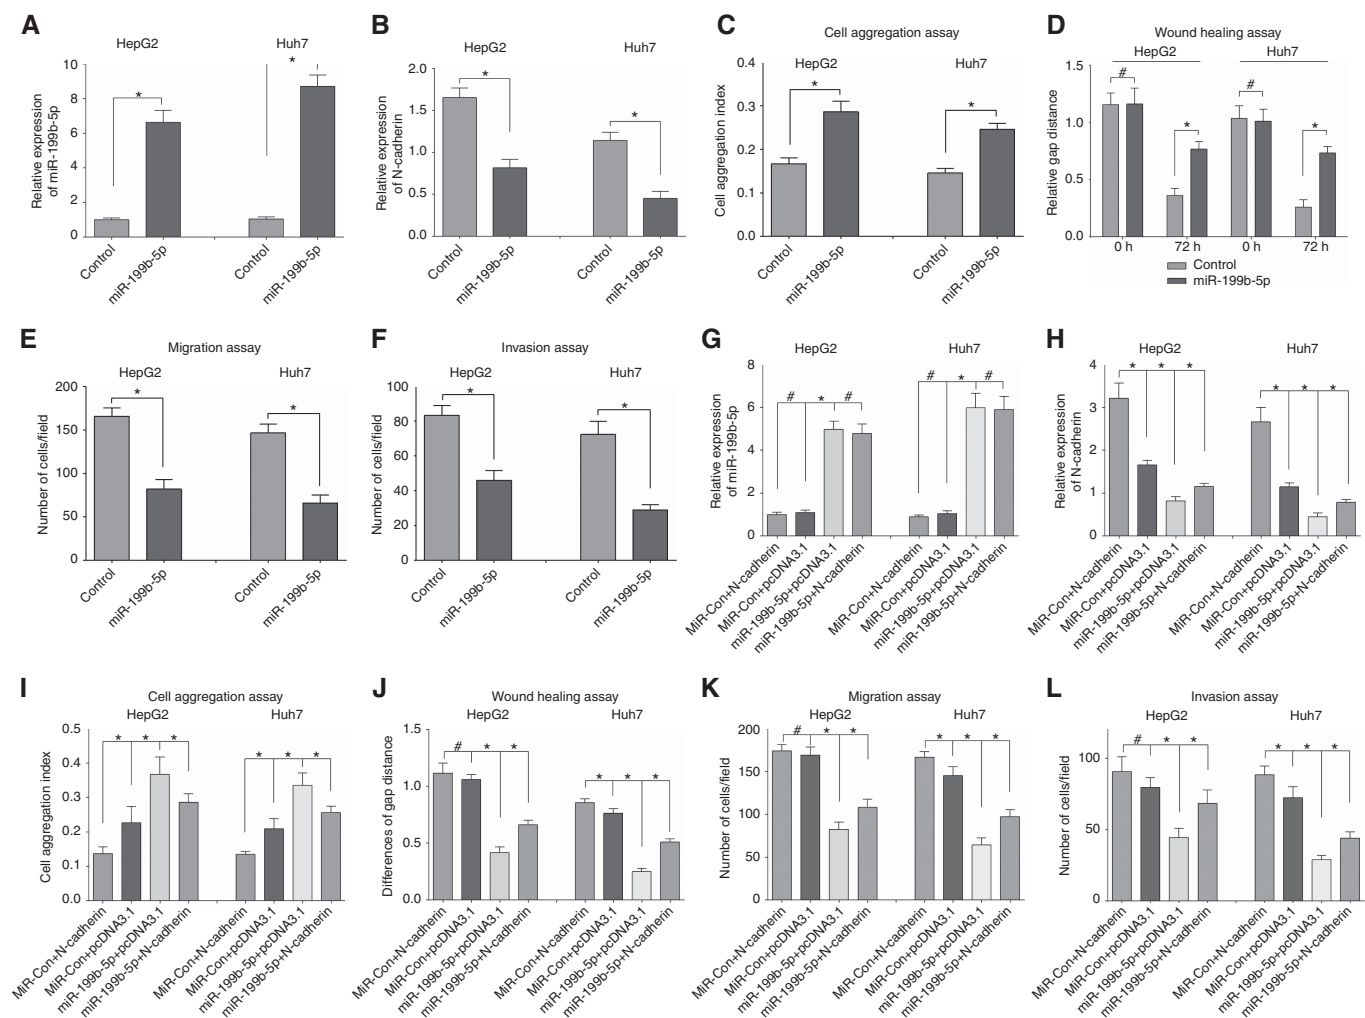 A
HepG2
Huh7
Relative expression
of miR-199b-5p
10
8
6
4
2
0
*
*
Control
miR-199b-5p
Control
miR-199b-5p
B
HepG2
Huh7
Relative expression
of N-cadherin
2.0
1.5
1.0
0.5
0.0
*
*
Control
miR-199b-5p
Control
miR-199b-5p
C
Cell aggregation assay
HepG2
Huh7
Cell aggregation index
0.4
0.3
0.2
0.1
0.0
*
*
Control
miR-199b-5p
Control
miR-199b-5p
D
Wound healing assay
HepG2
Huh7
Relative gap distance
1.5
1.0
0.5
0.0
#
*
#
*
0 h
72 h
0 h
72 h
Control
miR-199b-5p
E
Migration assay
HepG2
Huh7
Number of cells/field
200
150
100
50
0
*
*
Control
miR-199b-5p
Control
miR-199b-5p
F
Invasion assay
HepG2
Huh7
Number of cells/field
100
80
60
40
20
0
*
*
Control
miR-199b-5p
Control
miR-199b-5p
G
HepG2
Huh7
Relative expression
of miR-199b-5p
8
6
4
2
0
# * #
# * #
MiR-Con+N-cadherin
MiR-Con+pcDNA3.1
miR-199b-5p+pcDNA3.1
miR-199b-5p+N-cadherin
MiR-Con+N-cadherin
MiR-Con+pcDNA3.1
miR-199b-5p+pcDNA3.1
miR-199b-5p+N-cadherin
H
HepG2
Huh7
Relative expression
of N-cadherin
4
3
2
1
0
* * *
* * *
MiR-Con+N-cadherin
MiR-Con+pcDNA3.1
miR-199b-5p+pcDNA3.1
miR-199b-5p+N-cadherin
MiR-Con+N-cadherin
MiR-Con+pcDNA3.1
miR-199b-5p+pcDNA3.1
miR-199b-5p+N-cadherin
I
Cell aggregation assay
HepG2
Huh7
Cell aggregation index
0.5
0.4
0.3
0.2
0.1
0.0
* * *
* * *
MiR-Con+N-cadherin
MiR-Con+pcDNA3.1
miR-199b-5p+pcDNA3.1
miR-199b-5p+N-cadherin
MiR-Con+N-cadherin
MiR-Con+pcDNA3.1
miR-199b-5p+pcDNA3.1
miR-199b-5p+N-cadherin
J
Wound healing assay
HepG2
Huh7
Differences of gap distance
1.5
1.0
0.5
0.0
# * *
* * *
MiR-Con+N-cadherin
MiR-Con+pcDNA3.1
miR-199b-5p+pcDNA3.1
miR-199b-5p+N-cadherin
MiR-Con+N-cadherin
MiR-Con+pcDNA3.1
miR-199b-5p+pcDNA3.1
miR-199b-5p+N-cadherin
K
Migration assay
HepG2
Huh7
Number of cells/field
200
150
100
50
0
# * *
* * *
MiR-Con+N-cadherin
MiR-Con+pcDNA3.1
miR-199b-5p+pcDNA3.1
miR-199b-5p+N-cadherin
MiR-Con+N-cadherin
MiR-Con+pcDNA3.1
miR-199b-5p+pcDNA3.1
miR-199b-5p+N-cadherin
L
Invasion assay
HepG2
Huh7
Number of cells/field
100
50
0
# * *
* * *
MiR-Con+N-cadherin
MiR-Con+pcDNA3.1
miR-199b-5p+pcDNA3.1
miR-199b-5p+N-cadherin
MiR-Con+N-cadherin
MiR-Con+pcDNA3.1
miR-199b-5p+pcDNA3.1
miR-199b-5p+N-cadherin